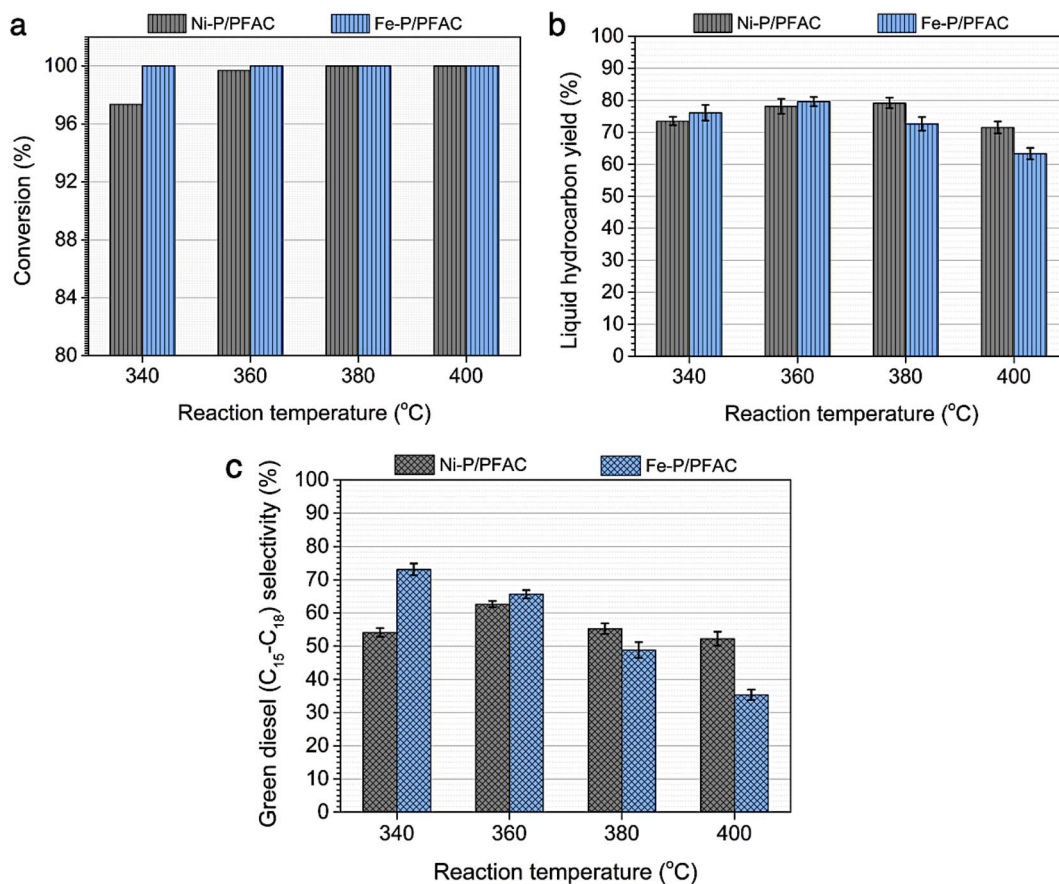 a
Ni-P/PFAC
Fe-P/PFAC
Conversion (%)
100
96
92
88
84
80
340
360
380
400
Reaction temperature (°C)
b
Ni-P/PFAC
Fe-P/PFAC
Liquid hydrocarbon yield (%)
100
90
80
70
60
50
40
30
20
10
0
340
360
380
400
Reaction temperature (°C)
c
Ni-P/PFAC
Fe-P/PFAC
Green diesel (C₁₅-C₁₈) selectivity (%)
100
90
80
70
60
50
40
30
20
10
0
340
360
380
400
Reaction temperature (°C)